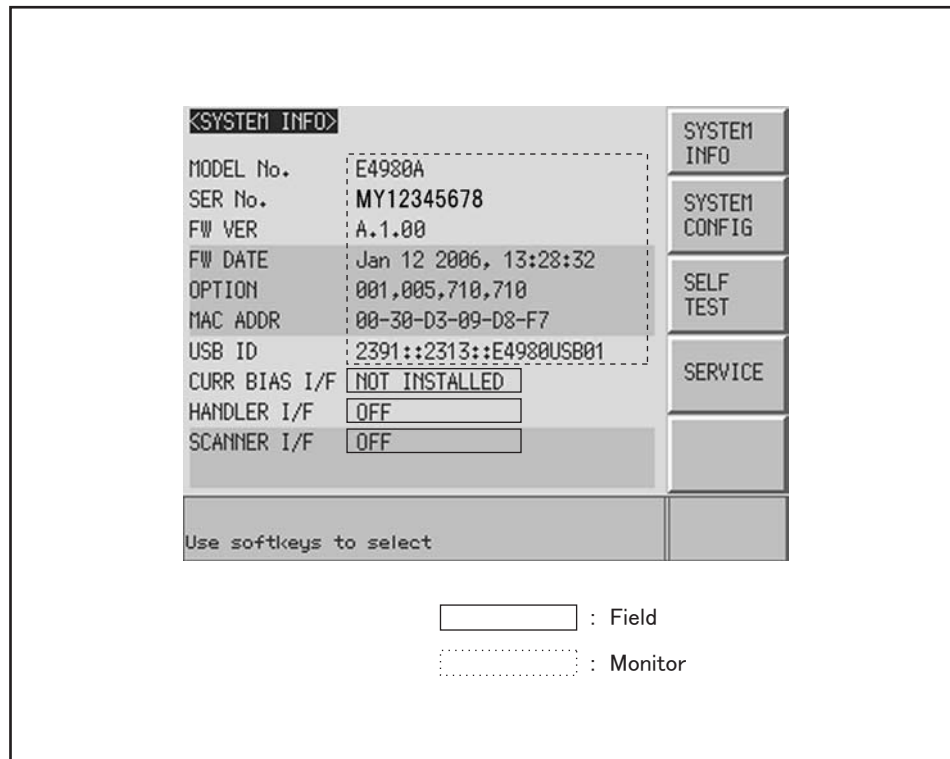 <SYSTEM INFO>
MODEL No. E4980A
SER No. MY12345678
FW VER A.1.00
FW DATE Jan 12 2006, 13:28:32
OPTION 001,005,710,710
MAC ADDR 00-30-D3-09-D8-F7
USB ID 2391::2313::E4980USB01
CURR BIAS I/F NOT INSTALLED
HANDLER I/F OFF
SCANNER I/F OFF
SYSTEM
INFO
SYSTEM
CONFIG
SELF
TEST
SERVICE
Use softkeys to select
: Field
: Monitor